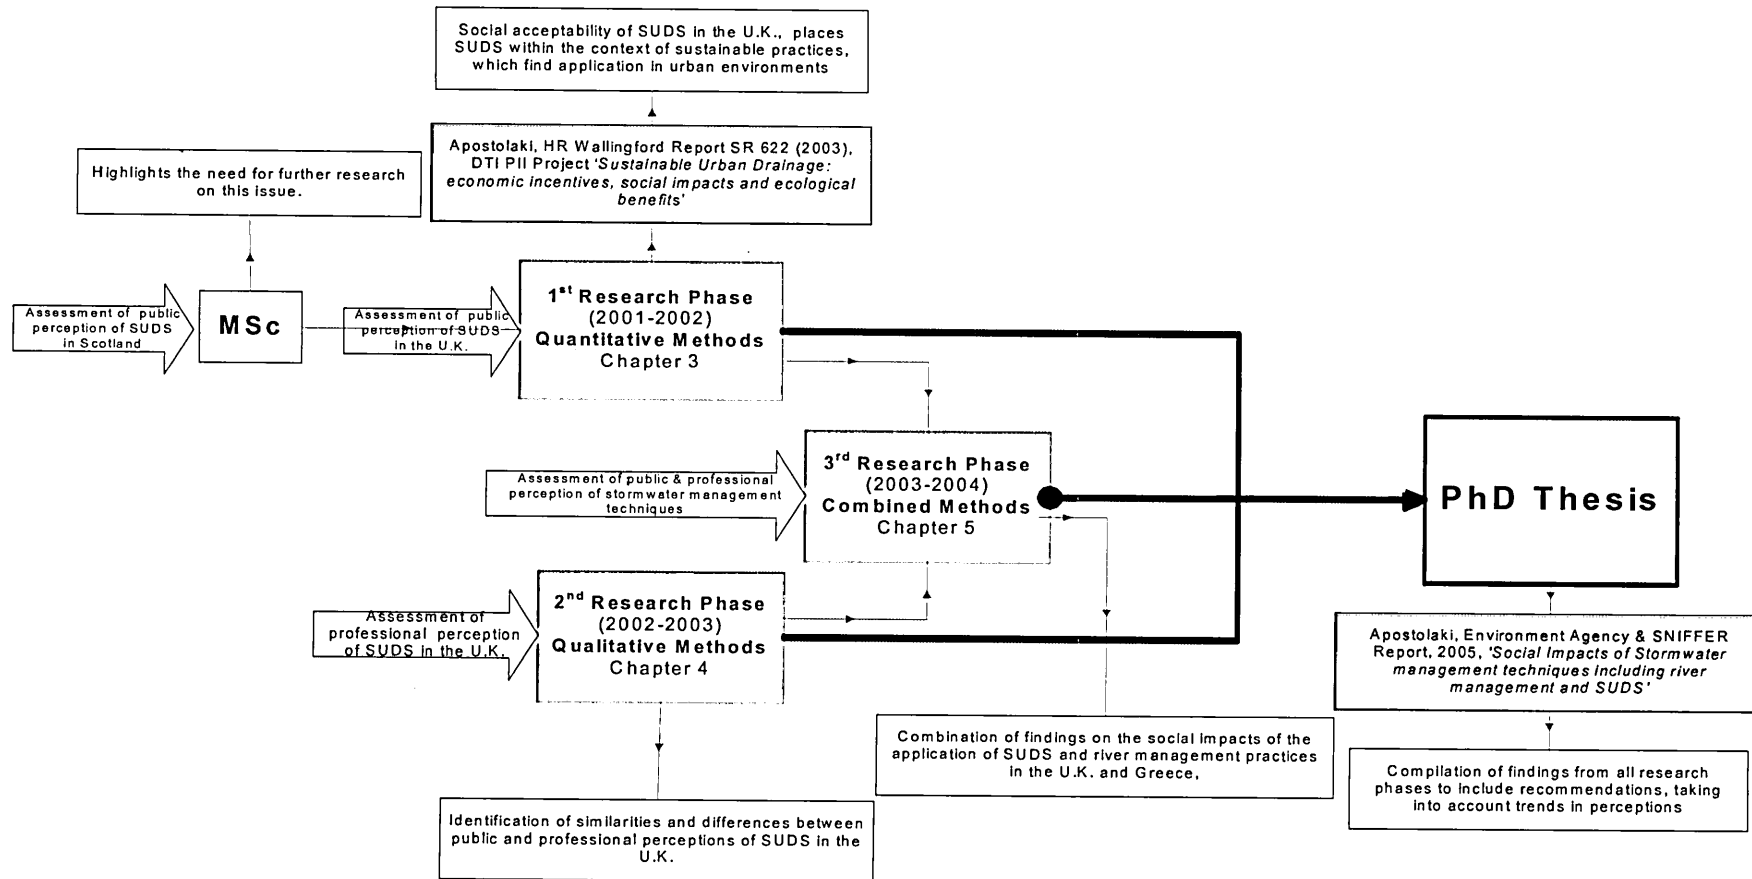 Social acceptability of SUDS in the U.K., places
SUDS within the context of sustainable practices,
which find application in urban environments
Apostolaki, HR Wallingford Report SR 622 (2003),
DTI PII Project 'Sustainable Urban Drainage:
economic incentives, social impacts and ecological
benefits'
Highlights the need for further research
on this issue.
Assessment of public
perception of SUDS
in Scotland
MSc
Assessment of public
perception of SUDS
in the U.K.
1st Research Phase
(2001-2002)
Quantitative Methods
Chapter 3
Assessment of public & professional
perception of stormwater management
techniques
3rd Research Phase
(2003-2004)
Combined Methods
Chapter 5
PhD Thesis
Assessment of
professional perception
of SUDS in the U.K.
2nd Research Phase
(2002-2003)
Qualitative Methods
Chapter 4
Apostolaki, Environment Agency & SNIFFER
Report, 2005, 'Social Impacts of Stormwater
management techniques including river
management and SUDS'
Combination of findings on the social impacts of the
application of SUDS and river management practices
in the U.K. and Greece,
Compilation of findings from all research
phases to include recommendations, taking
into account trends in perceptions
Identification of similarities and differences between
public and professional perceptions of SUDS in the
U.K.